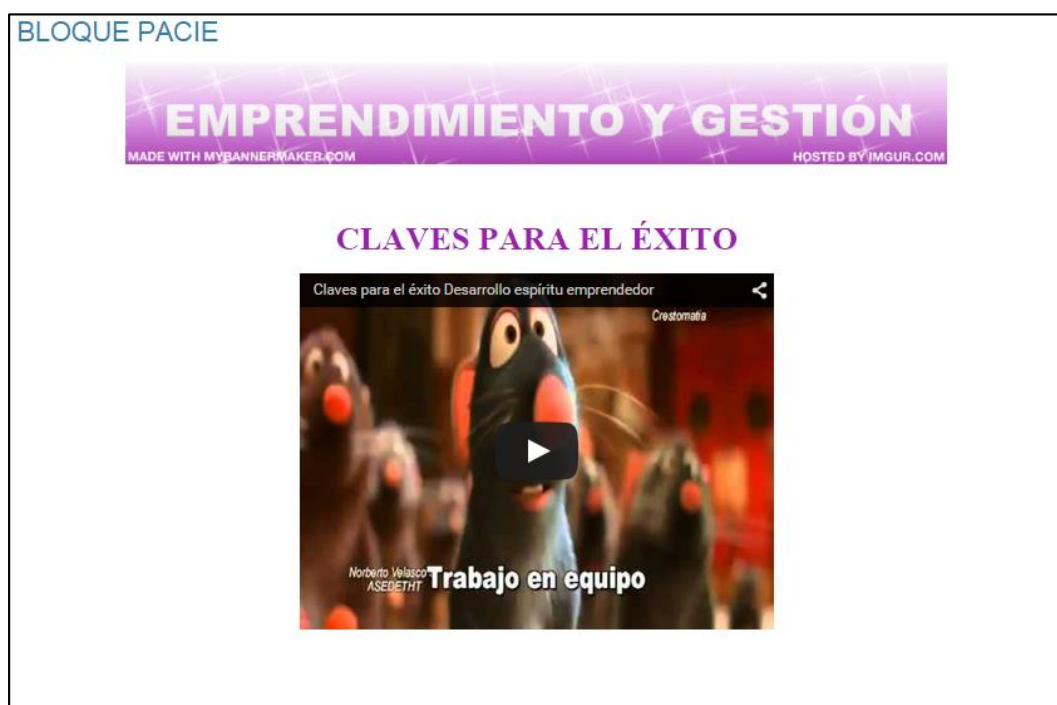 BLOQUE PACIE
EMPRENDIMIENTO Y GESTIÓN
MADE WITH MYBANNERMAKER.COM HOSTED BY IMGUR.COM
CLAVES PARA EL ÉXITO
Claves para el éxito Desarrollo espíritu emprendedor
Crestomatia
Norberto Velasco
ASEDETHT
Trabajo en equipo